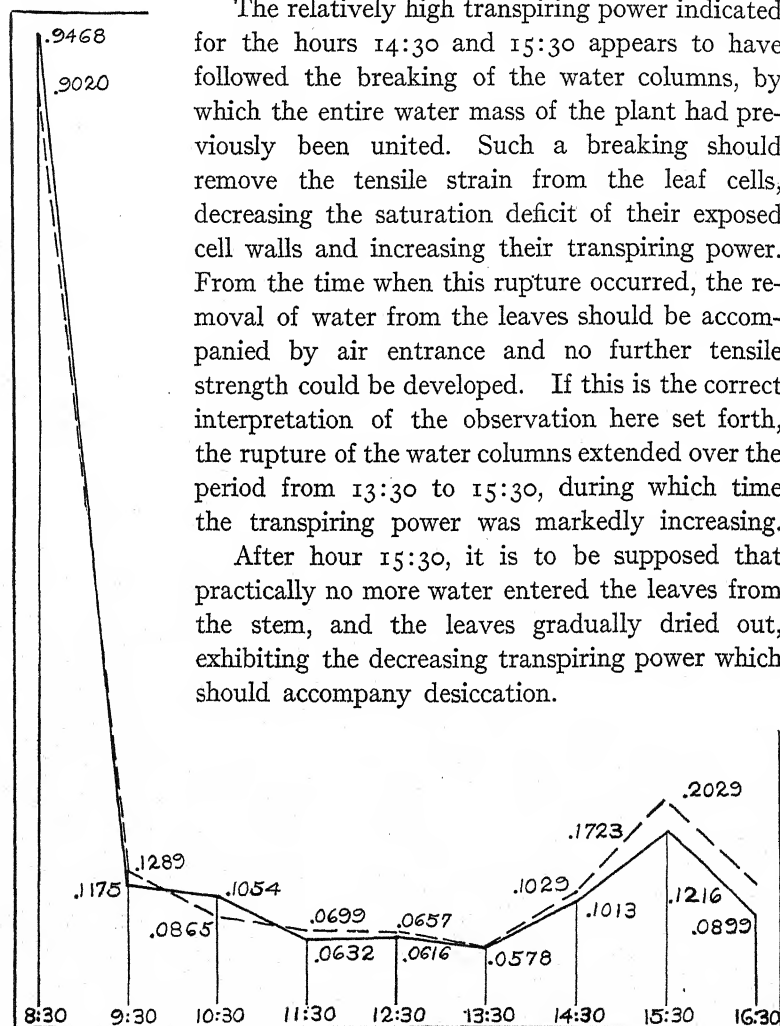 The relatively high transpiring power indicated
for the hours 14:30 and 15:30 appears to have
followed the breaking of the water columns, by
which the entire water mass of the plant had pre-
viously been united. Such a breaking should
remove the tensile strain from the leaf cells,
decreasing the saturation deficit of their exposed
cell walls and increasing their transpiring power.
From the time when this rupture occurred, the re-
moval of water from the leaves should be accom-
panied by air entrance and no further tensile
strength could be developed. If this is the correct
interpretation of the observation here set forth,
the rupture of the water columns extended over the
period from 13:30 to 15:30, during which time
the transpiring power was markedly increasing.
After hour 15:30, it is to be supposed that
practically no more water entered the leaves from
the stem, and the leaves gradually dried out,
exhibiting the decreasing transpiring power which
should accompany desiccation.
.9468
.9020
.2029
.1723
.1289
.1175 .1054 .1029 .1216
.0865 .0699 .0657 .1013 .0899
.0632 .0616 .0578
8:30 9:30 10:30 11:30 12:30 13:30 14:30 15:30 16:30